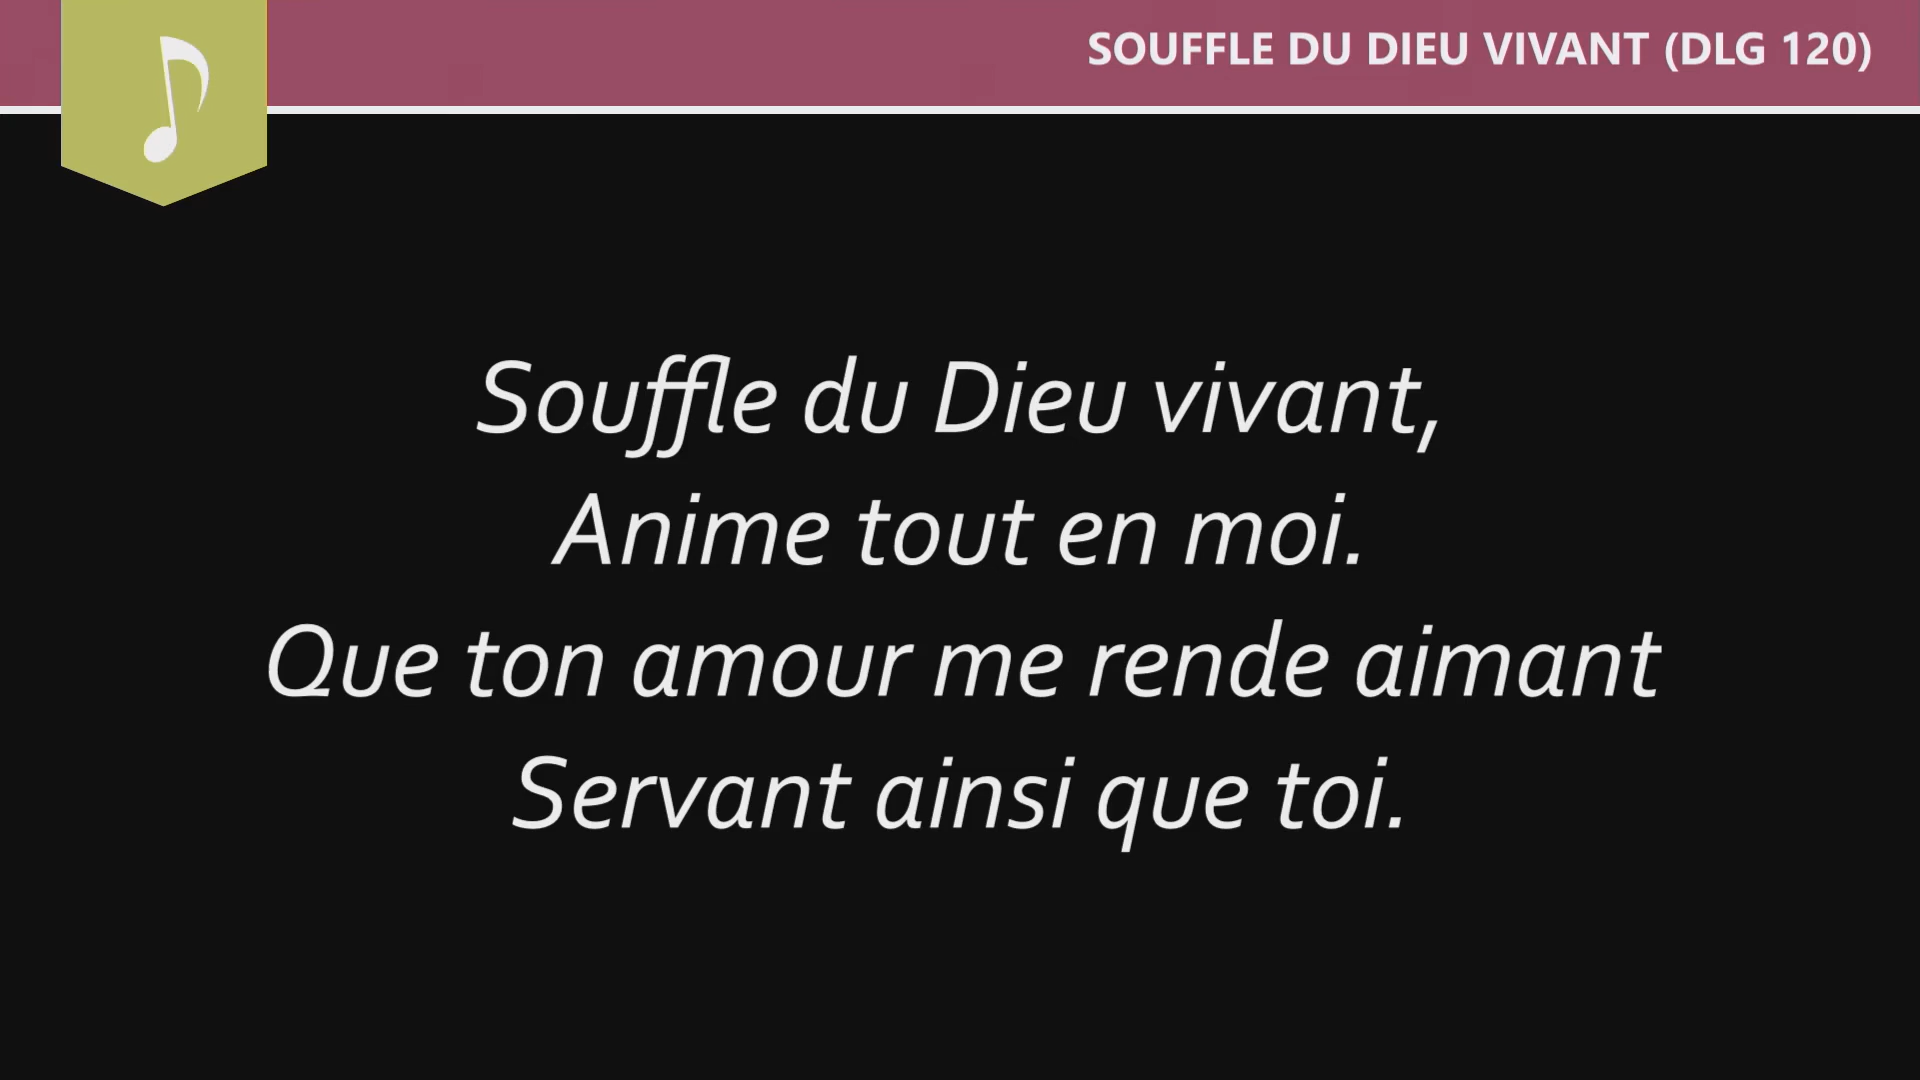 SOUFFLE DU DIEU VIVANT (DLG 120)
Souffle du Dieu vivant,
Anime tout en moi.
Que ton amour me rende aimant
Servant ainsi que toi.